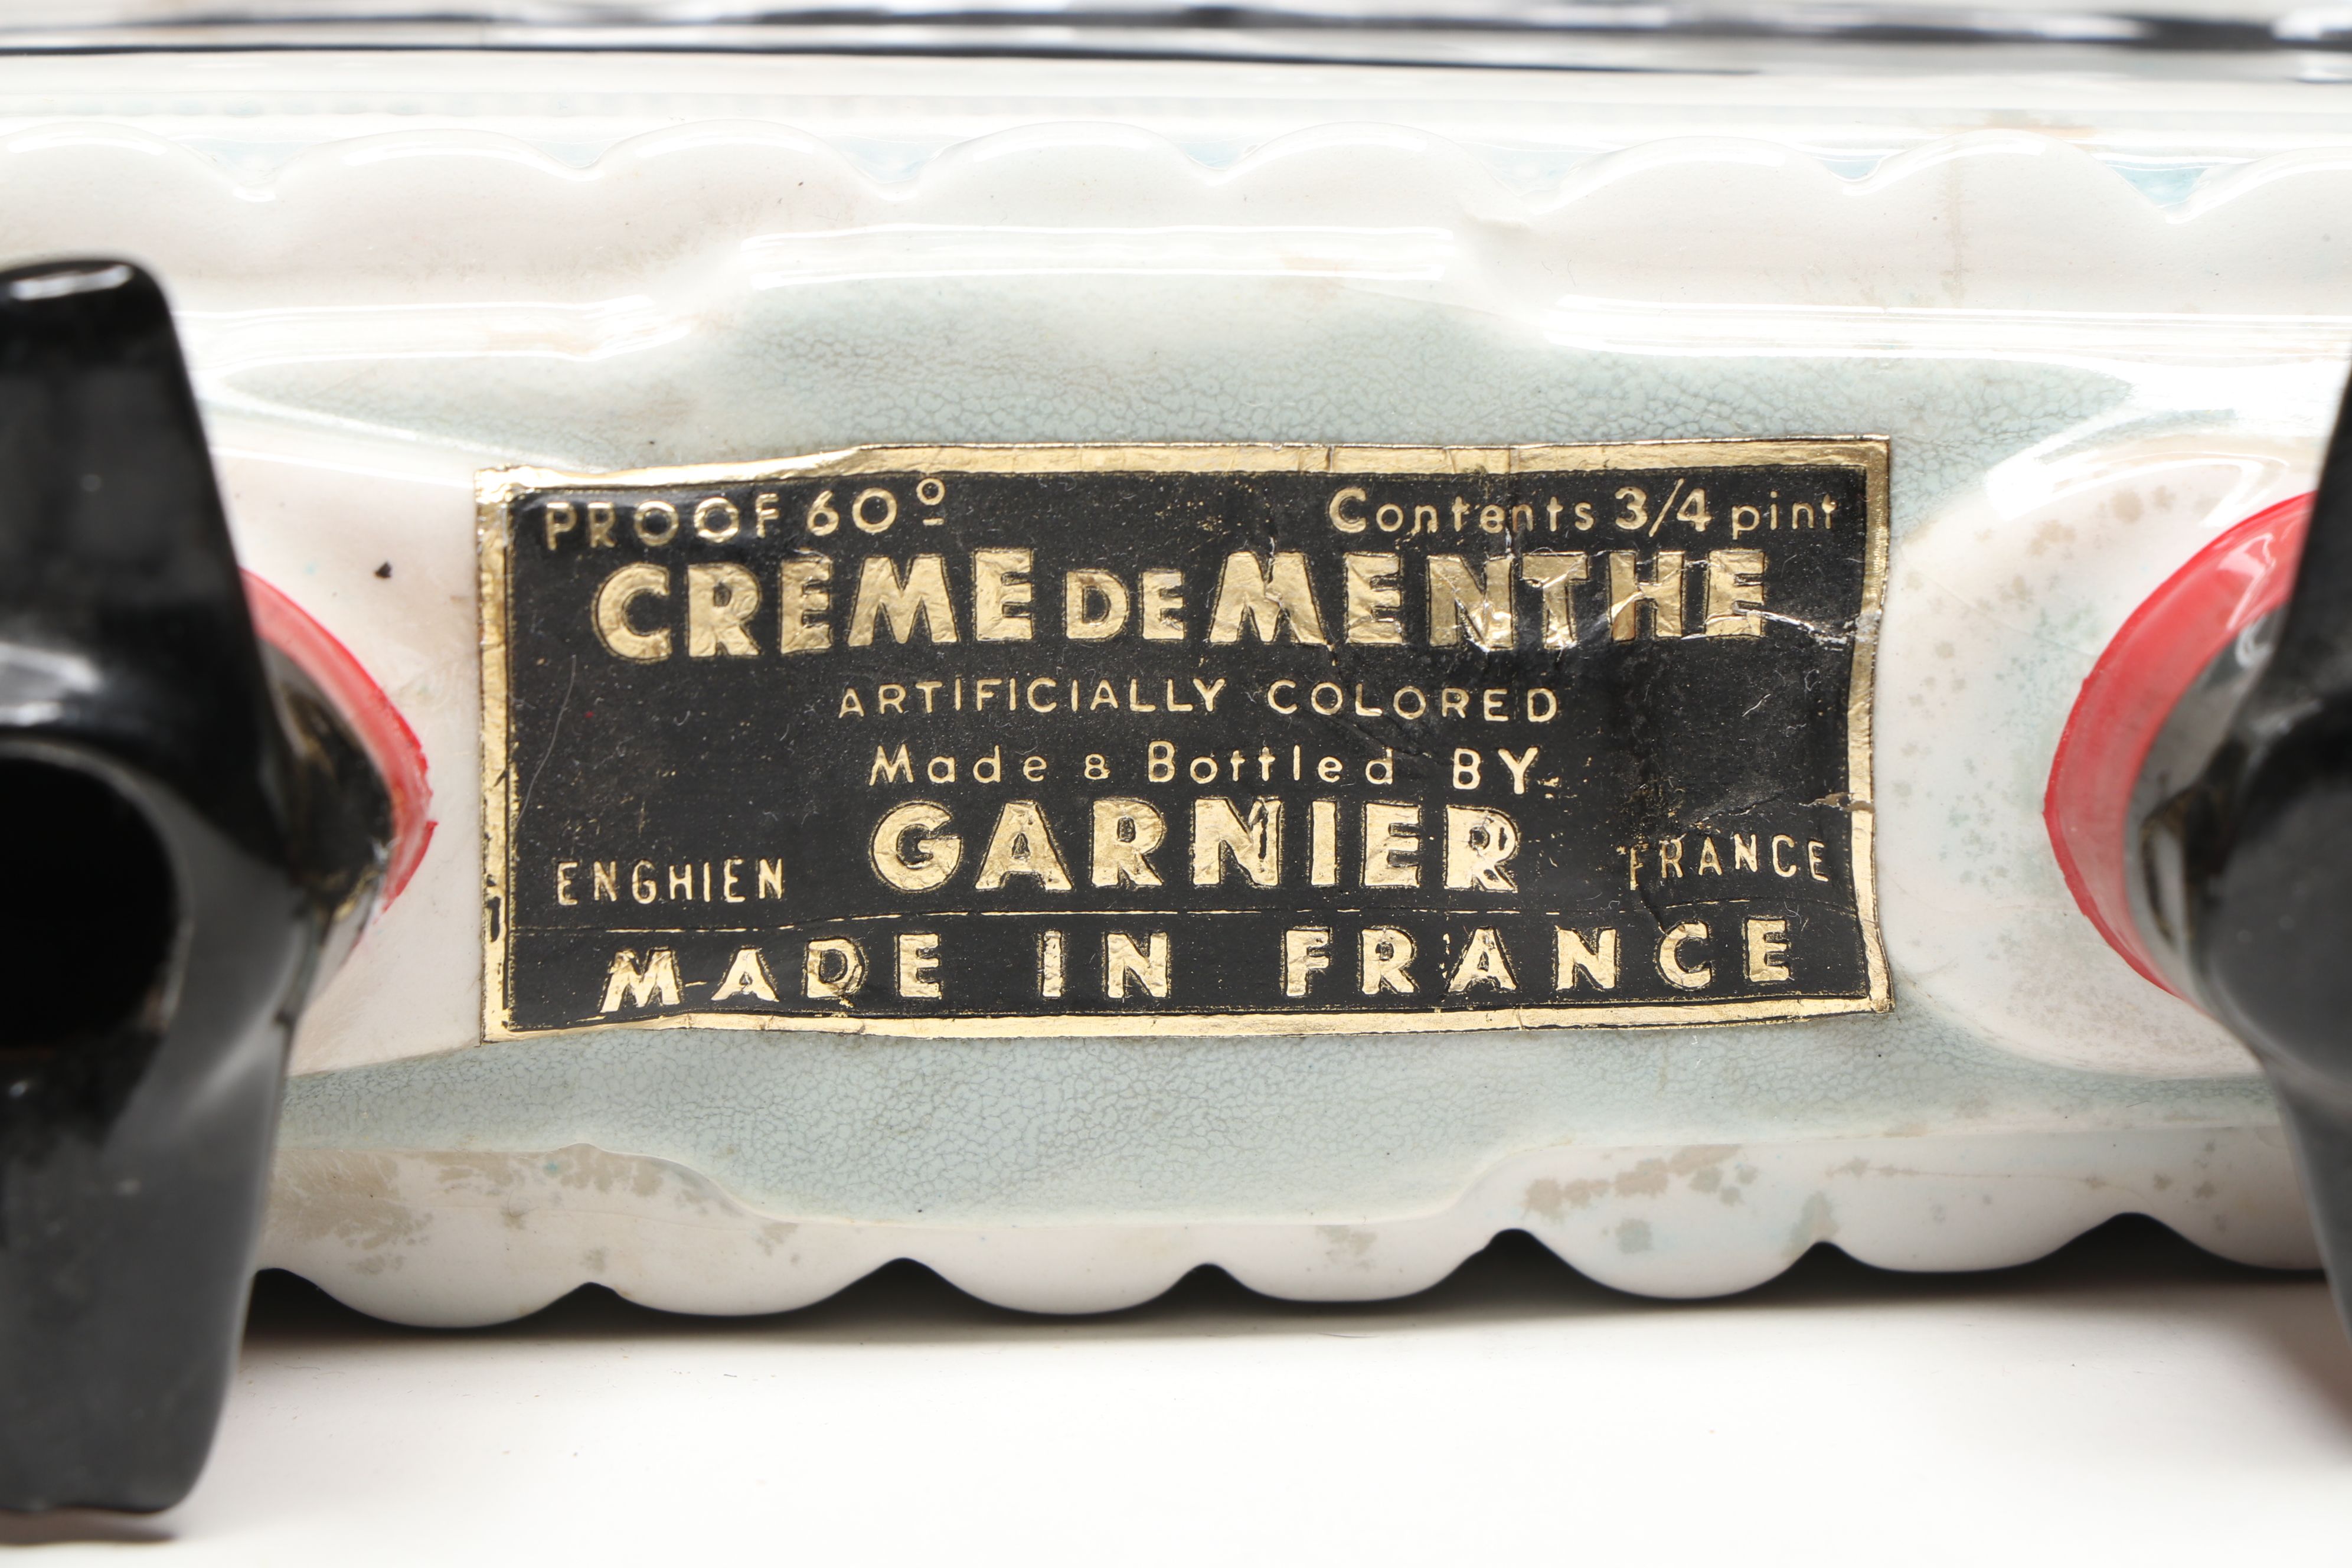 PROOF 60º Contents 3/4 pint
CREME DE MENTHE
ARTIFICIALLY COLORED
Made & Bottled BY
ENGHIEN GARNIER FRANCE
MADE IN FRANCE